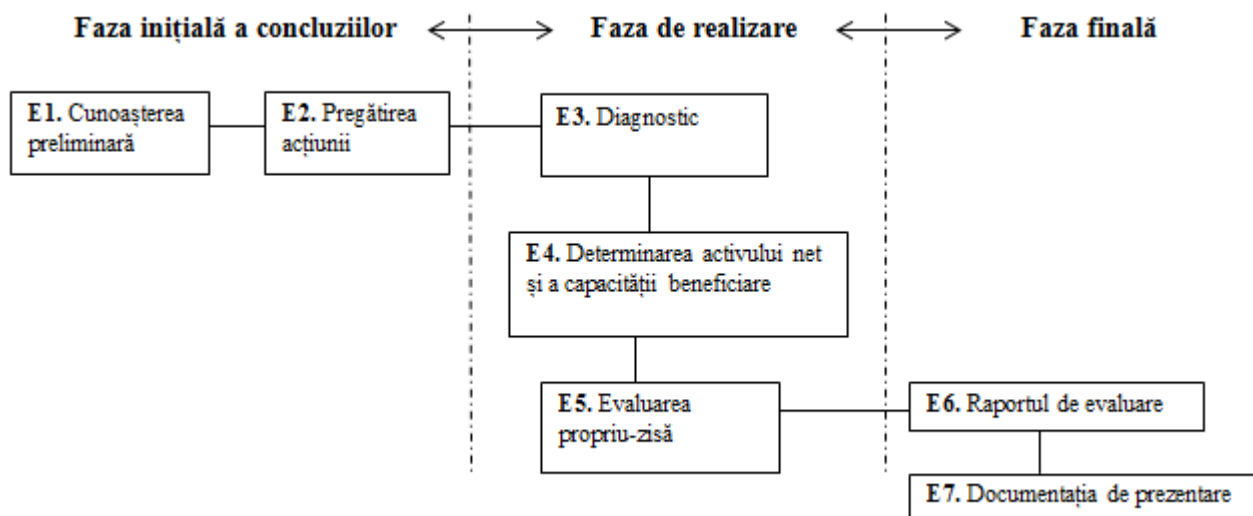 Faza inițială a concluziilor
Faza de realizare
Faza finală
E1. Cunoașterea
preliminară
E2. Pregătirea
acțiunii
E3. Diagnostic
E4. Determinarea activului net
și a capacității beneficiare
E5. Evaluarea
propriu-zisă
E6. Raportul de evaluare
E7. Documentația de prezentare